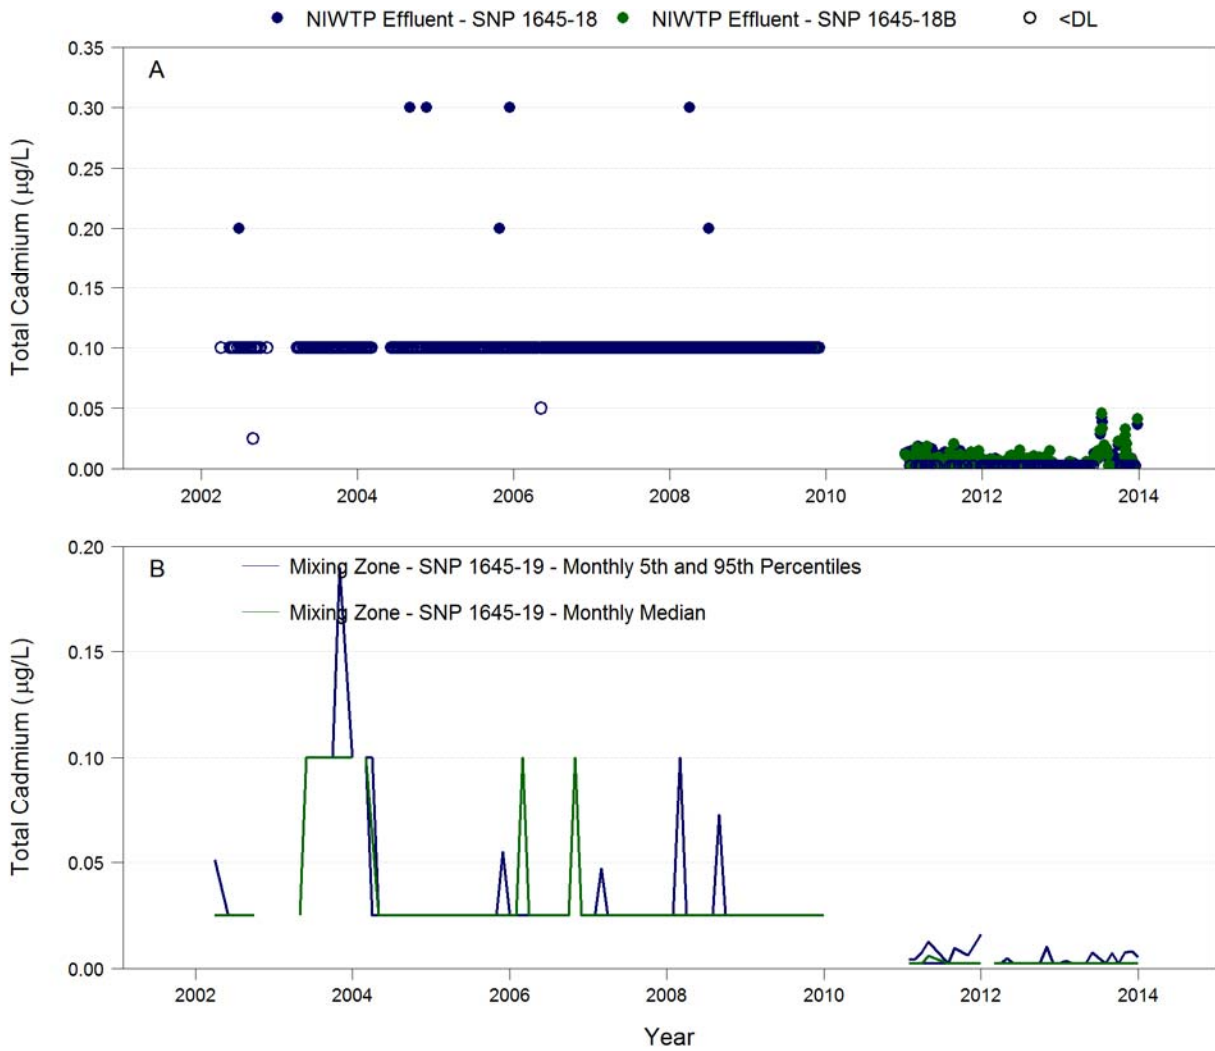 NIWTP Effluent - SNP 1645-18 NIWTP Effluent - SNP 1645-18B <DL
A
0.35
0.30
0.25
0.20
0.15
0.10
0.05
0.00
Total Cadmium (µg/L)
2002 2004 2006 2008 2010 2012 2014
B
Mixing Zone - SNP 1645-19 - Monthly 5th and 95th Percentiles
Mixing Zone - SNP 1645-19 - Monthly Median
0.20
0.15
0.10
0.05
0.00
Total Cadmium (µg/L)
2002 2004 2006 2008 2010 2012 2014
Year